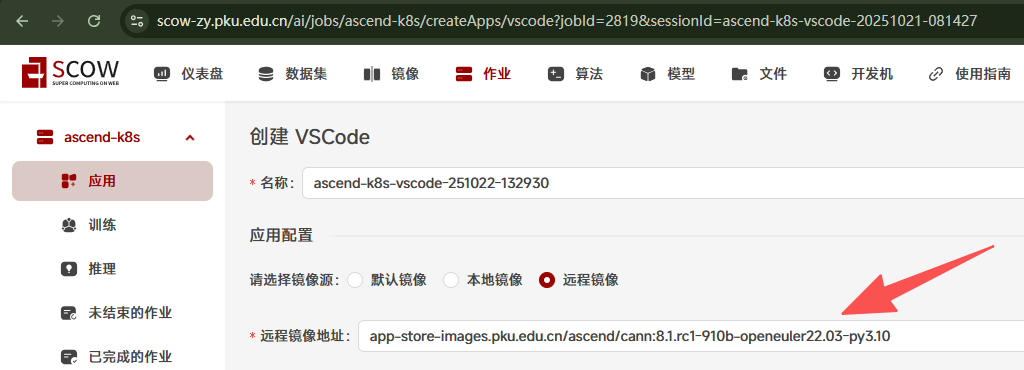 scow-zy.pku.edu.cn/ai/jobs/ascend-k8s/createApps/vscode?jobId=2819&sessionId=ascend-k8s-vscode-20251021-081427
SCOW
SUPER COMPUTING ON WEB
仪表盘 数据集 镜像 作业 算法 模型 文件 开发机 使用指南
ascend-k8s
应用
训练
推理
未结束的作业
已完成的作业
创建 VSCode
* 名称: ascend-k8s-vscode-251022-132930
应用配置
请选择镜像源: 默认镜像 本地镜像 远程镜像
* 远程镜像地址: app-store-images.pku.edu.cn/ascend/cann:8.1.rc1-910b-openeuler22.03-py3.10